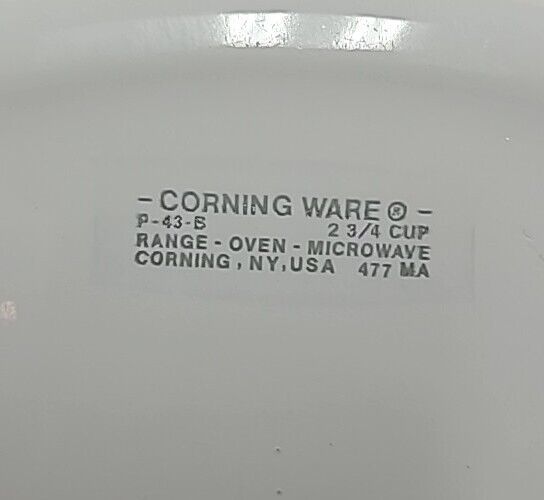 - CORNING WARE ® -
P-43-B 2 3/4 CUP
RANGE - OVEN - MICROWAVE
CORNING , NY, USA 477 MA